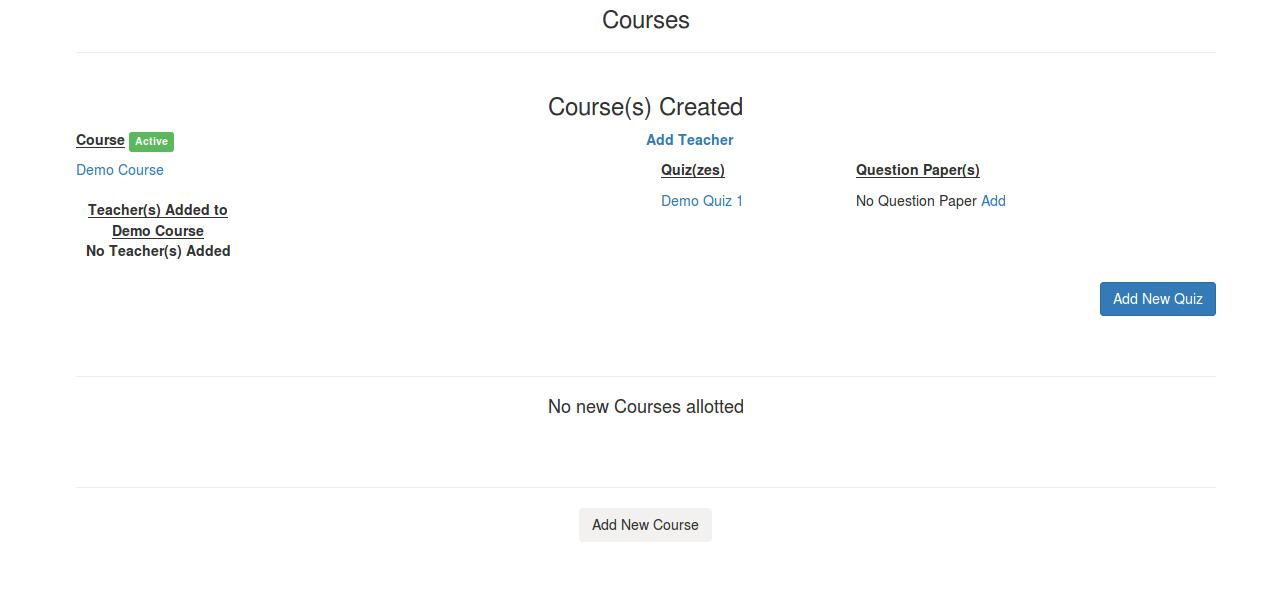 Courses
Course(s) Created
Course Active
Add Teacher
Demo Course
Quiz(zes)
Question Paper(s)
Demo Quiz 1
No Question Paper Add
Teacher(s) Added to
Demo Course
No Teacher(s) Added
Add New Quiz
No new Courses allotted
Add New Course